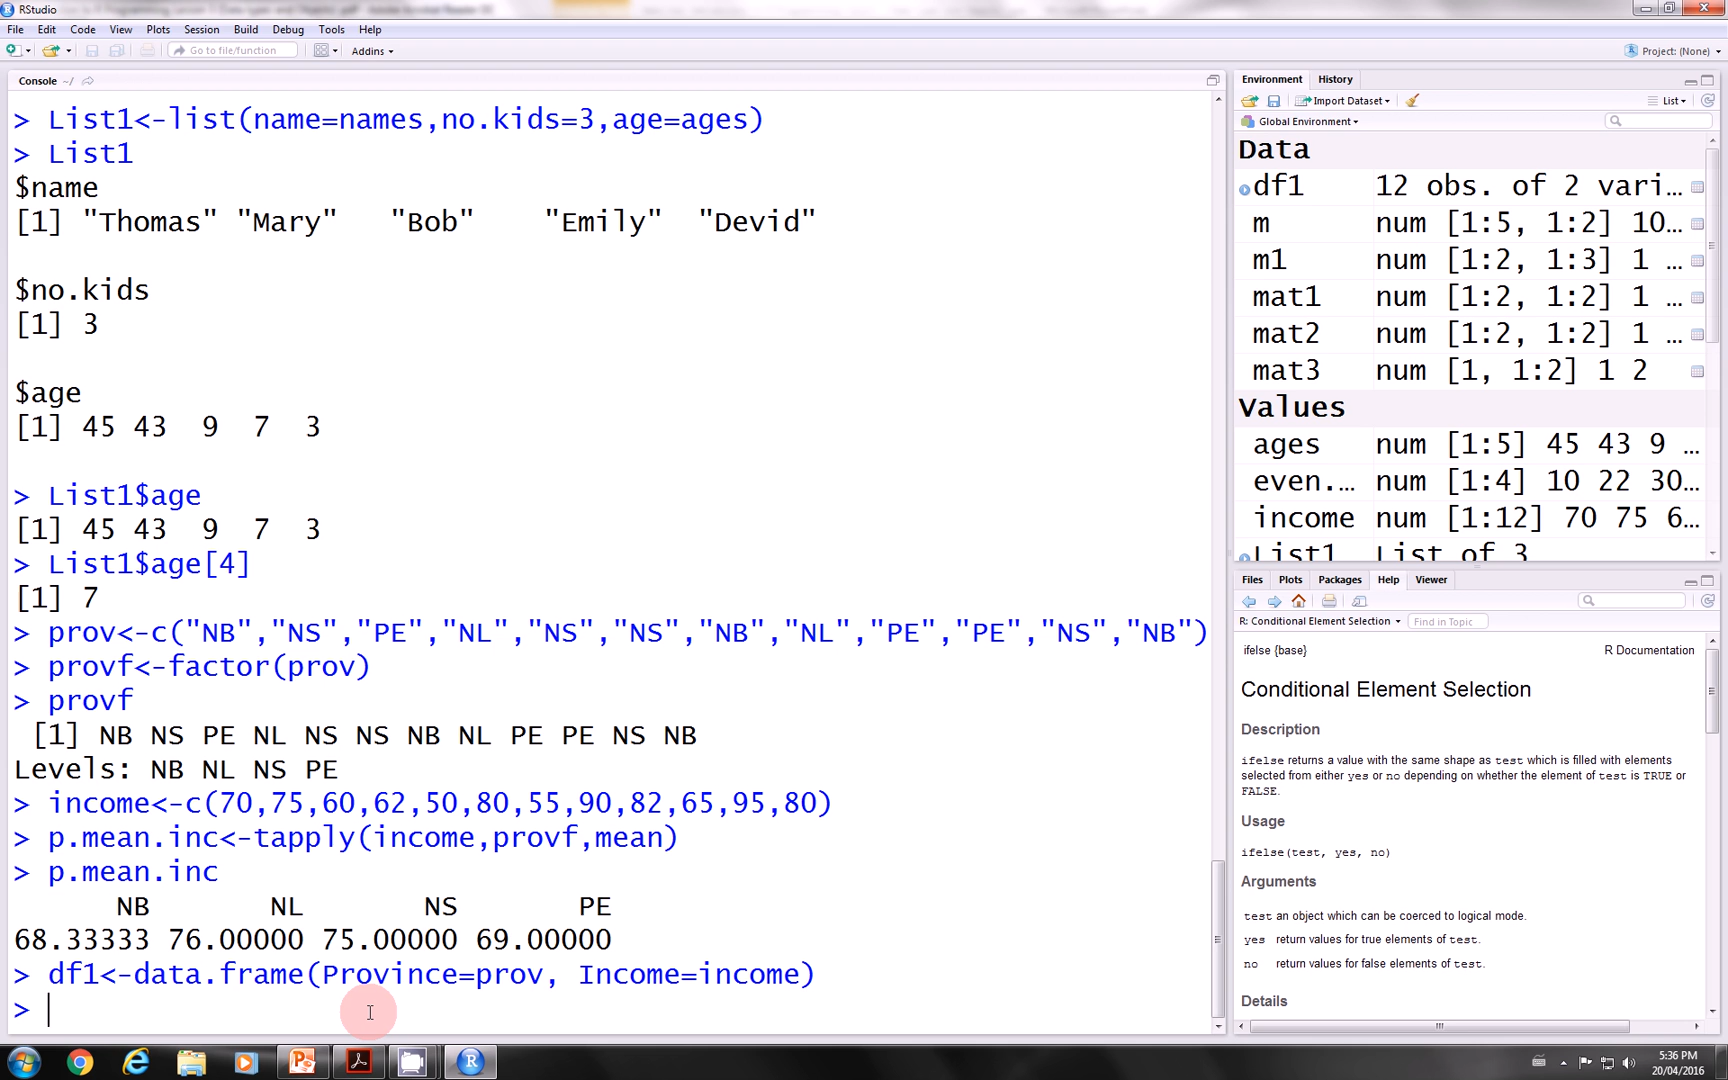 RStudio
File Edit Code View Plots Session Build Debug Tools Help
Go to file/function Addins Project: (None)
Console ~/
> List1<-list(name=names,no.kids=3,age=ages)
> List1
$name
[1] "Thomas" "Mary" "Bob" "Emily" "Devid"
$no.kids
[1] 3
$age
[1] 45 43 9 7 3
> List1$age
[1] 45 43 9 7 3
> List1$age[4]
[1] 7
> prov<-c("NB","NS","PE","NL","NS","NS","NB","NL","PE","PE","NS","NB")
> provf<-factor(prov)
> provf
[1] NB NS PE NL NS NS NB NL PE PE NS NB
Levels: NB NL NS PE
> income<-c(70,75,60,62,50,80,55,90,82,65,95,80)
> p.mean.inc<-tapply(income,provf,mean)
> p.mean.inc
NB NL NS PE
68.33333 76.00000 75.00000 69.00000
> df1<-data.frame(Province=prov, Income=income)
>
Environment History
Import Dataset List
Global Environment
Data
df1 12 obs. of 2 vari…
m num [1:5, 1:2] 10…
m1 num [1:2, 1:3] 1 …
mat1 num [1:2, 1:2] 1 …
mat2 num [1:2, 1:2] 1 …
mat3 num [1, 1:2] 1 2
Values
ages num [1:5] 45 43 9 …
even.… num [1:4] 10 22 30…
income num [1:12] 70 75 6…
List1 List of 3
Files Plots Packages Help Viewer
R: Conditional Element Selection Find in Topic
ifelse {base} R Documentation
Conditional Element Selection
Description
ifelse returns a value with the same shape as test which is filled with elements
selected from either yes or no depending on whether the element of test is TRUE or
FALSE.
Usage
ifelse(test, yes, no)
Arguments
test an object which can be coerced to logical mode.
yes return values for true elements of test.
no return values for false elements of test.
Details
5:36 PM
20/04/2016